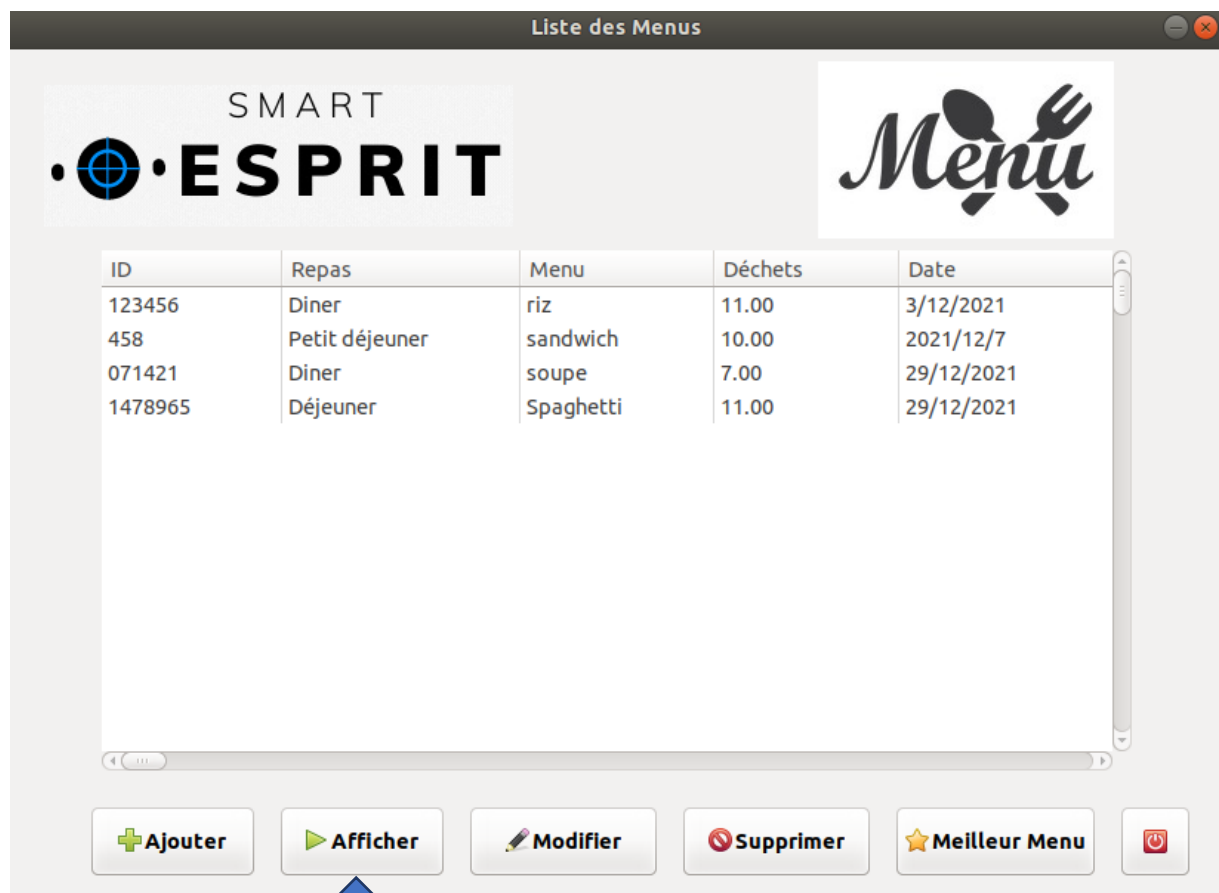 Liste des Menus
SMART
ESPRIT
Menu
ID Repas Menu Déchets Date
123456 Diner riz 11.00 3/12/2021
458 Petit déjeuner sandwich 10.00 2021/12/7
071421 Diner soupe 7.00 29/12/2021
1478965 Déjeuner Spaghetti 11.00 29/12/2021
Ajouter Afficher Modifier Supprimer Meilleur Menu